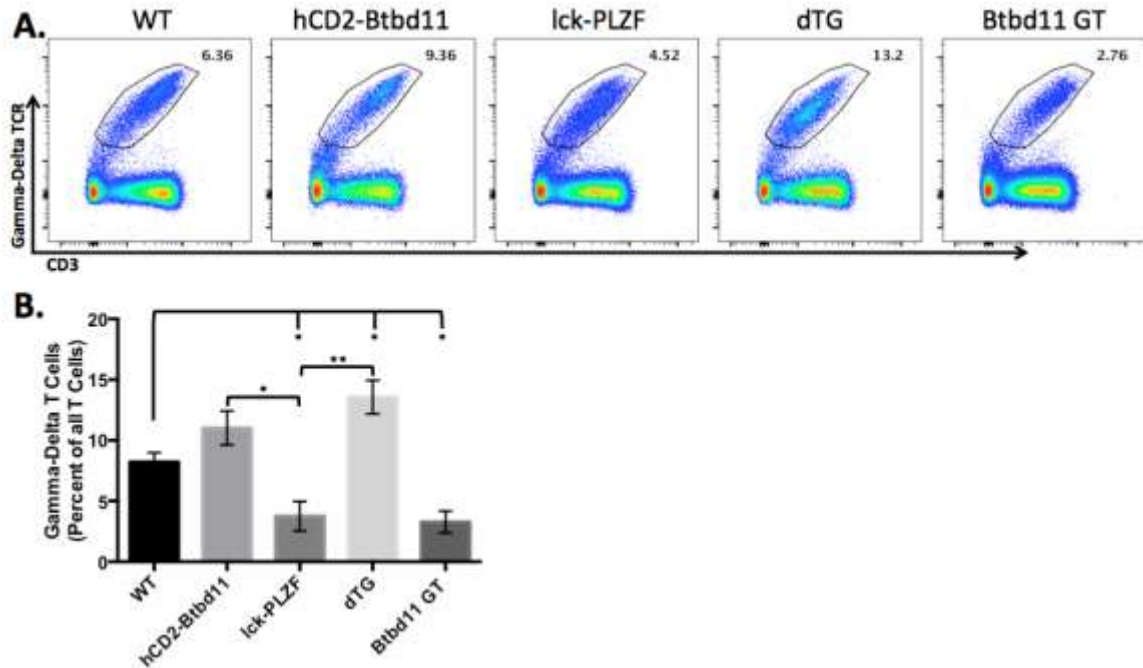 A.
WT
hCD2-Btbd11
lck-PLZF
dTG
Btbd11 GT
6.36
9.36
4.52
13.2
2.76
Gamma-Delta TCR
CD3
B.
Gamma-Delta T Cells
(Percent of all T Cells)
20
15
10
5
0
*
*
*
*
**
WT
hCD2-Btbd11
lck-PLZF
dTG
Btbd11 GT